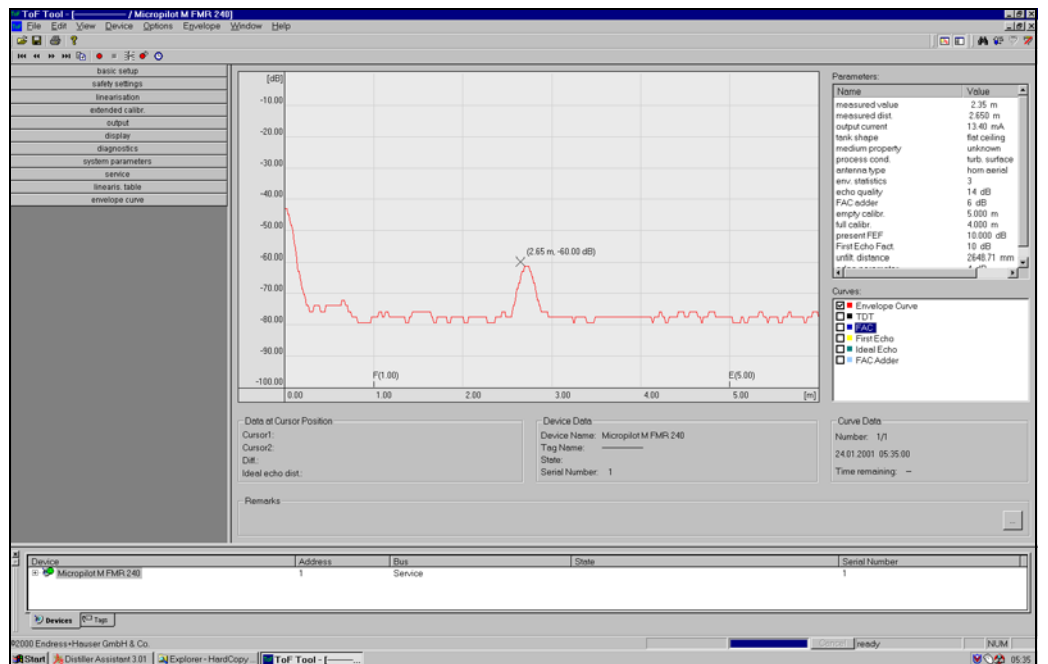 ToF Tool - [ / Micropilot M FMR 240]
File Edit View Device Options Envelope Window Help
basic setup
safety settings
linearisation
extended calibr.
output
display
diagnostics
system parameters
service
linearis. table
envelope curve
[dB]
-10.00
-20.00
-30.00
-40.00
-50.00
-60.00
-70.00
-80.00
-90.00
-100.00
(2.65 m, -60.00 dB)
F(1.00)
E(5.00)
0.00 1.00 2.00 3.00 4.00 5.00 [m]
Parameters:
Name Value
measured value 2.35 m
measured dist. 2.650 m
output current 13.40 mA
tank shape flat ceiling
medium property unknown
process cond. turb. surface
antenna type horn aerial
env. statistics 3
echo quality 14 dB
FAC adder 6 dB
empty calibr. 5.000 m
full calibr. 4.000 m
present FEF 10.000 dB
First Echo Fact. 10 dB
unfilt. distance 2648.71 mm
Curves:
Envelope Curve
TDT
FAC
First Echo
Ideal Echo
FAC Adder
Data at Cursor Position
Cursor1:
Cursor2:
Diff.:
Ideal echo dist.:
Device Data
Device Name: Micropilot M FMR 240
Tag Name:
State:
Serial Number: 1
Curve Data
Number: 1/1
24.01.2001 05:35:00
Time remaining: --
Remarks
...
Device Address Bus State Serial Number
Micropilot M FMR 240 1 Service 1
Devices Tags
©2000 Endress+Hauser GmbH & Co.
Cancel ready NUM
Start Distiller Assistant 3.01 Explorer - HardCopy... ToF Tool - [ ... 05:35